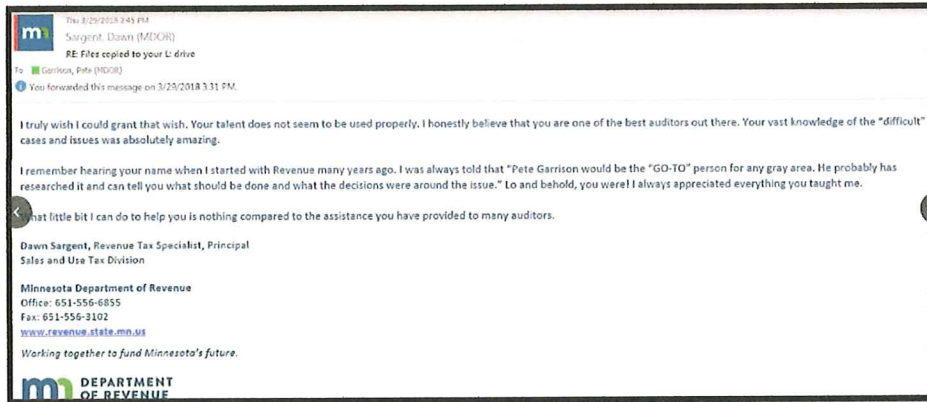 mn
Thu 3/29/2018 3:45 PM
Sargent, Dawn (MDOR)
RE: Files copied to your L: drive
To Garrison, Pete (MDOR)
You forwarded this message on 3/29/2018 3:31 PM.
I truly wish I could grant that wish. Your talent does not seem to be used properly. I honestly believe that you are one of the best auditors out there. Your vast knowledge of the "difficult"
cases and issues was absolutely amazing.
I remember hearing your name when I started with Revenue many years ago. I was always told that "Pete Garrison would be the "GO-TO" person for any gray area. He probably has
researched it and can tell you what should be done and what the decisions were around the issue." Lo and behold, you were! I always appreciated everything you taught me.
hat little bit I can do to help you is nothing compared to the assistance you have provided to many auditors.
Dawn Sargent, Revenue Tax Specialist, Principal
Sales and Use Tax Division
Minnesota Department of Revenue
Office: 651-556-6855
Fax: 651-556-3102
www.revenue.state.mn.us
Working together to fund Minnesota's future.
mn DEPARTMENT
OF REVENUE